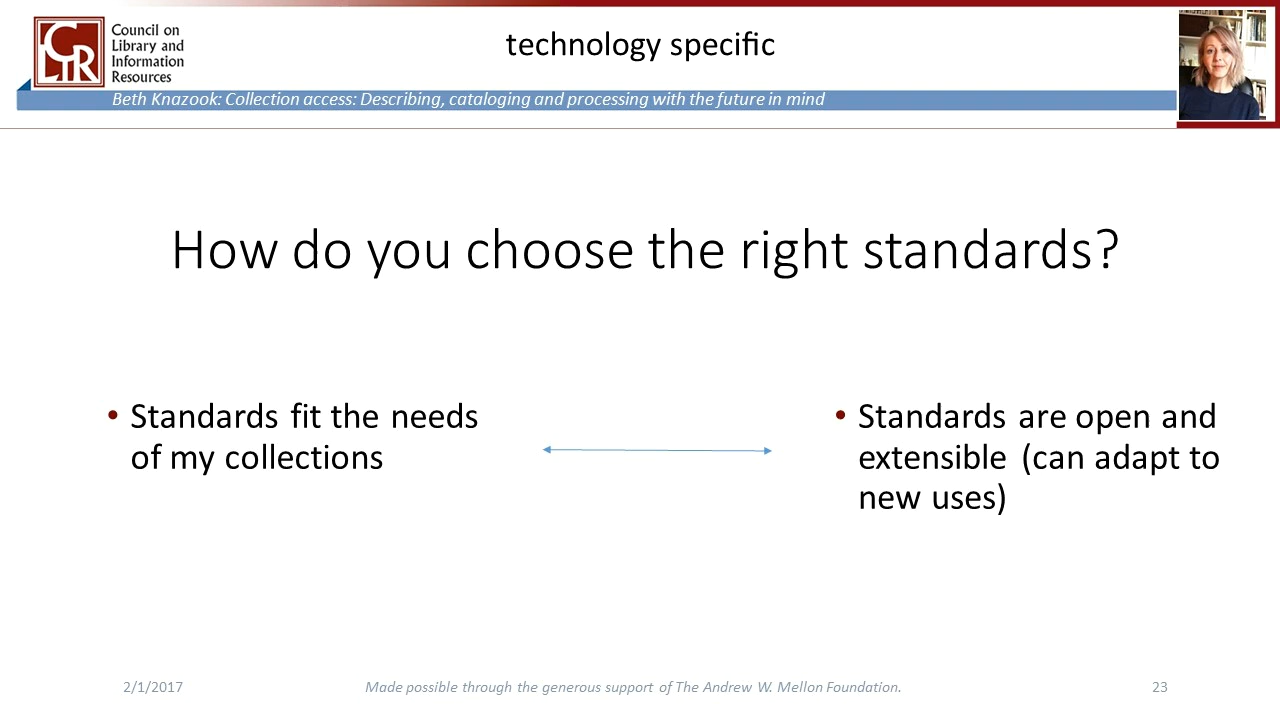 CLIR
Council on
Library and
Information
Resources
technology specific
Beth Knazook: Collection access: Describing, cataloging and processing with the future in mind
How do you choose the right standards?
• Standards fit the needs
of my collections
• Standards are open and
extensible (can adapt to
new uses)
2/1/2017
Made possible through the generous support of The Andrew W. Mellon Foundation.
23